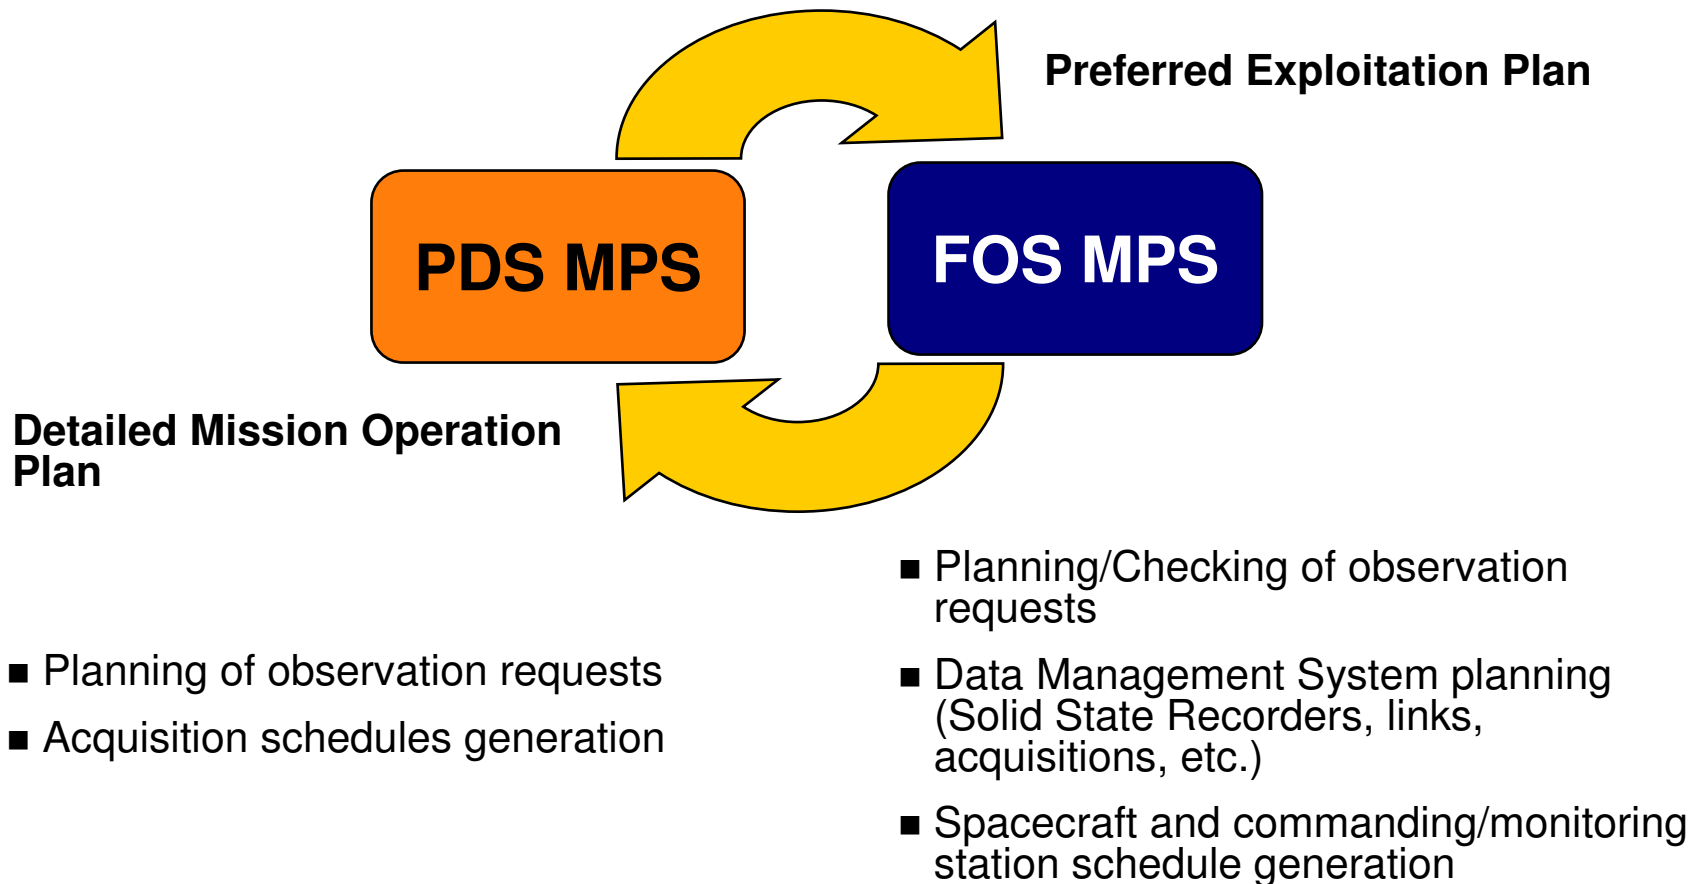 Preferred Exploitation Plan
PDS MPS
FOS MPS
Detailed Mission Operation
Plan
■ Planning of observation requests
■ Acquisition schedules generation
■ Planning/Checking of observation
requests
■ Data Management System planning
(Solid State Recorders, links,
acquisitions, etc.)
■ Spacecraft and commanding/monitoring
station schedule generation